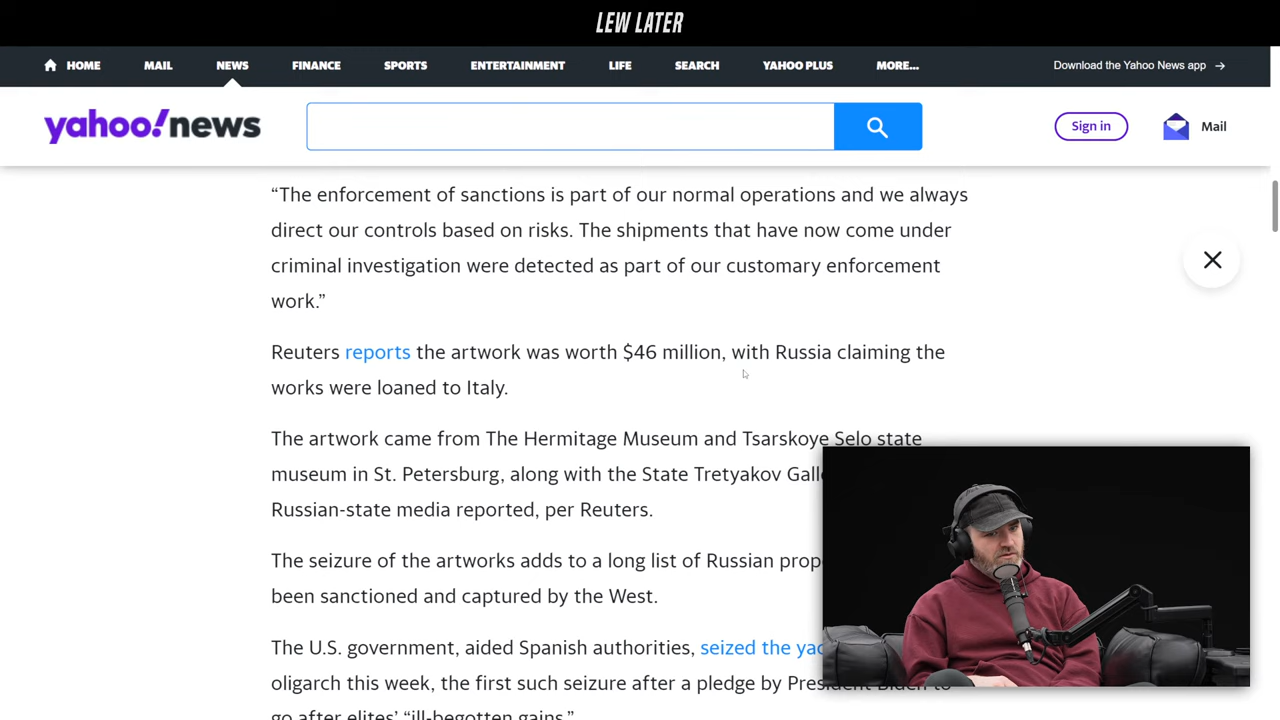 LEW LATER
HOME MAIL NEWS FINANCE SPORTS ENTERTAINMENT LIFE SEARCH YAHOO PLUS MORE... Download the Yahoo News app →
yahoo!news Sign in Mail
“The enforcement of sanctions is part of our normal operations and we always
direct our controls based on risks. The shipments that have now come under
criminal investigation were detected as part of our customary enforcement
work.”
Reuters reports the artwork was worth $46 million, with Russia claiming the
works were loaned to Italy.
The artwork came from The Hermitage Museum and Tsarskoye Selo state
museum in St. Petersburg, along with the State Tretyakov
Russian-state media reported, per Reuters.
The seizure of the artworks adds to a long list of Russian
been sanctioned and captured by the West.
The U.S. government, aided Spanish authorities, seized the
oligarch this week, the first such seizure after a pledge by President Biden to
go after elites’ “ill-begotten gains.”